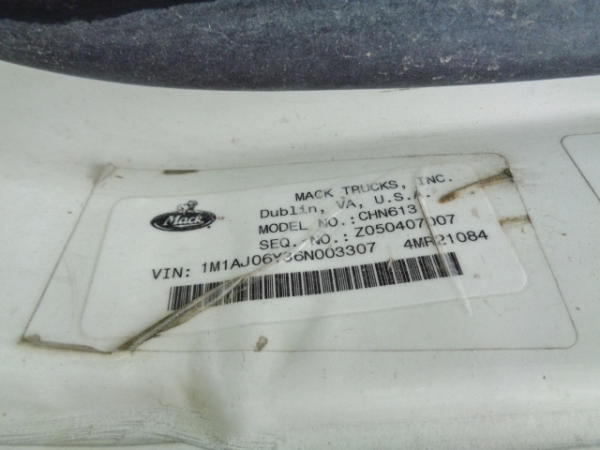 Mack
MACK TRUCKS, INC.
Dublin, VA, U.S.A.
MODEL NO.:CHN613
SEQ. NO.: Z050407007
VIN: 1M1AJ06Y36N003307 4MR21084